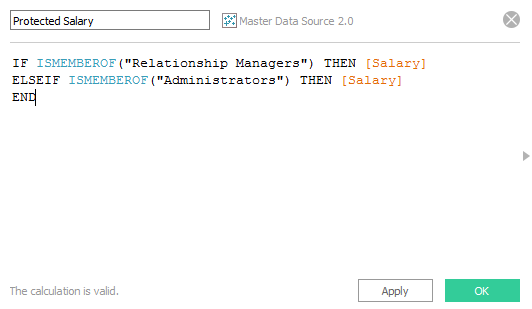 Protected Salary
Master Data Source 2.0
IF ISMEMBEROF("Relationship Managers") THEN [Salary]
ELSEIF ISMEMBEROF("Administrators") THEN [Salary]
END
The calculation is valid.
Apply
OK